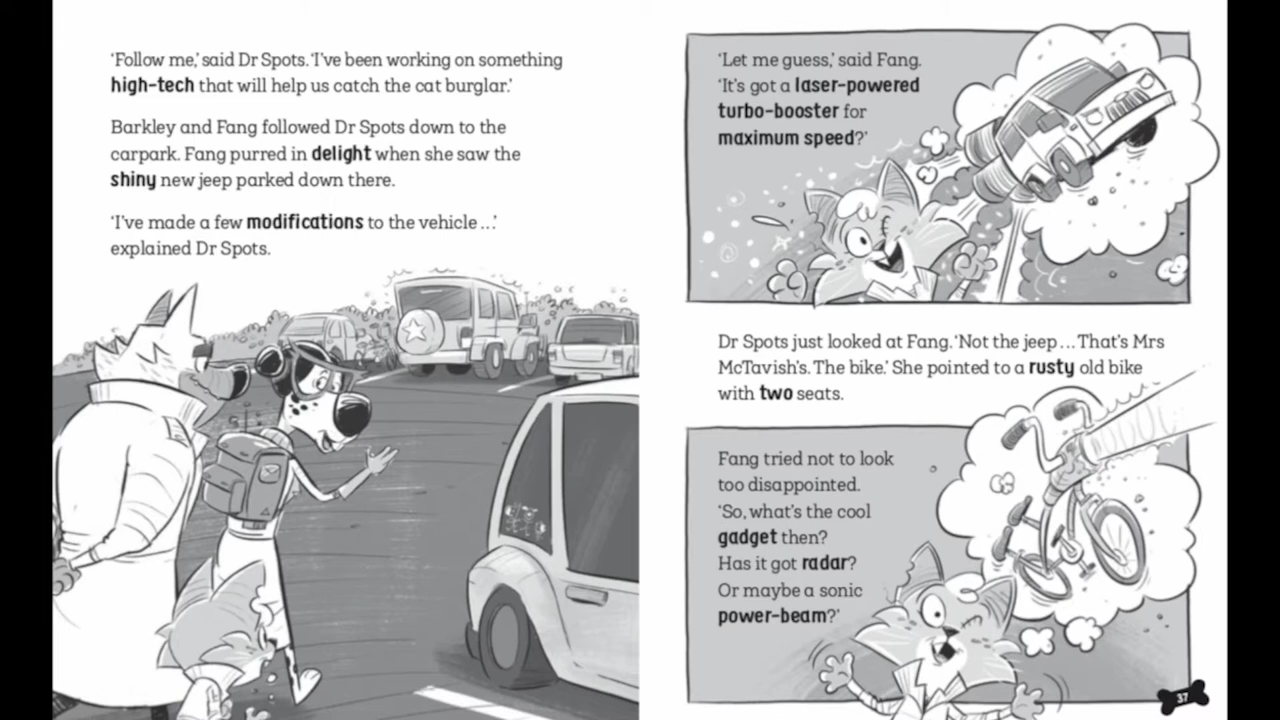 ‘Follow me,’ said Dr Spots. ‘I’ve been working on something
high-tech that will help us catch the cat burglar.’
Barkley and Fang followed Dr Spots down to the
carpark. Fang purred in delight when she saw the
shiny new jeep parked down there.
‘I’ve made a few modifications to the vehicle …’
explained Dr Spots.
‘Let me guess,’ said Fang.
‘It’s got a laser-powered
turbo-booster for
maximum speed?’
Dr Spots just looked at Fang. ‘Not the jeep … That’s Mrs
McTavish’s. The bike.’ She pointed to a rusty old bike
with two seats.
Fang tried not to look
too disappointed.
‘So, what’s the cool
gadget then?
Has it got radar?
Or maybe a sonic
power-beam?’
37